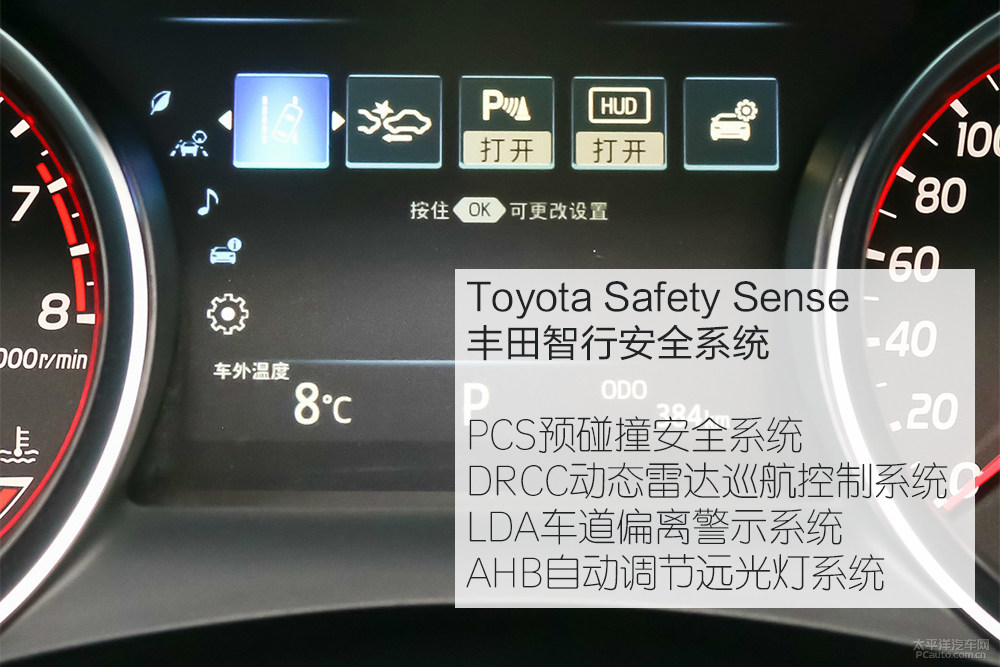 P
打开
HUD
打开
按住 OK 可更改设置
7
8
000r/min
100
80
60
40
20
0
车外温度
8℃
P
ODO
384km
Toyota Safety Sense
丰田智行安全系统
PCS预碰撞安全系统
DRCC动态雷达巡航控制系统
LDA车道偏离警示系统
AHB自动调节远光灯系统
太平洋汽车网
PCauto.com.cn